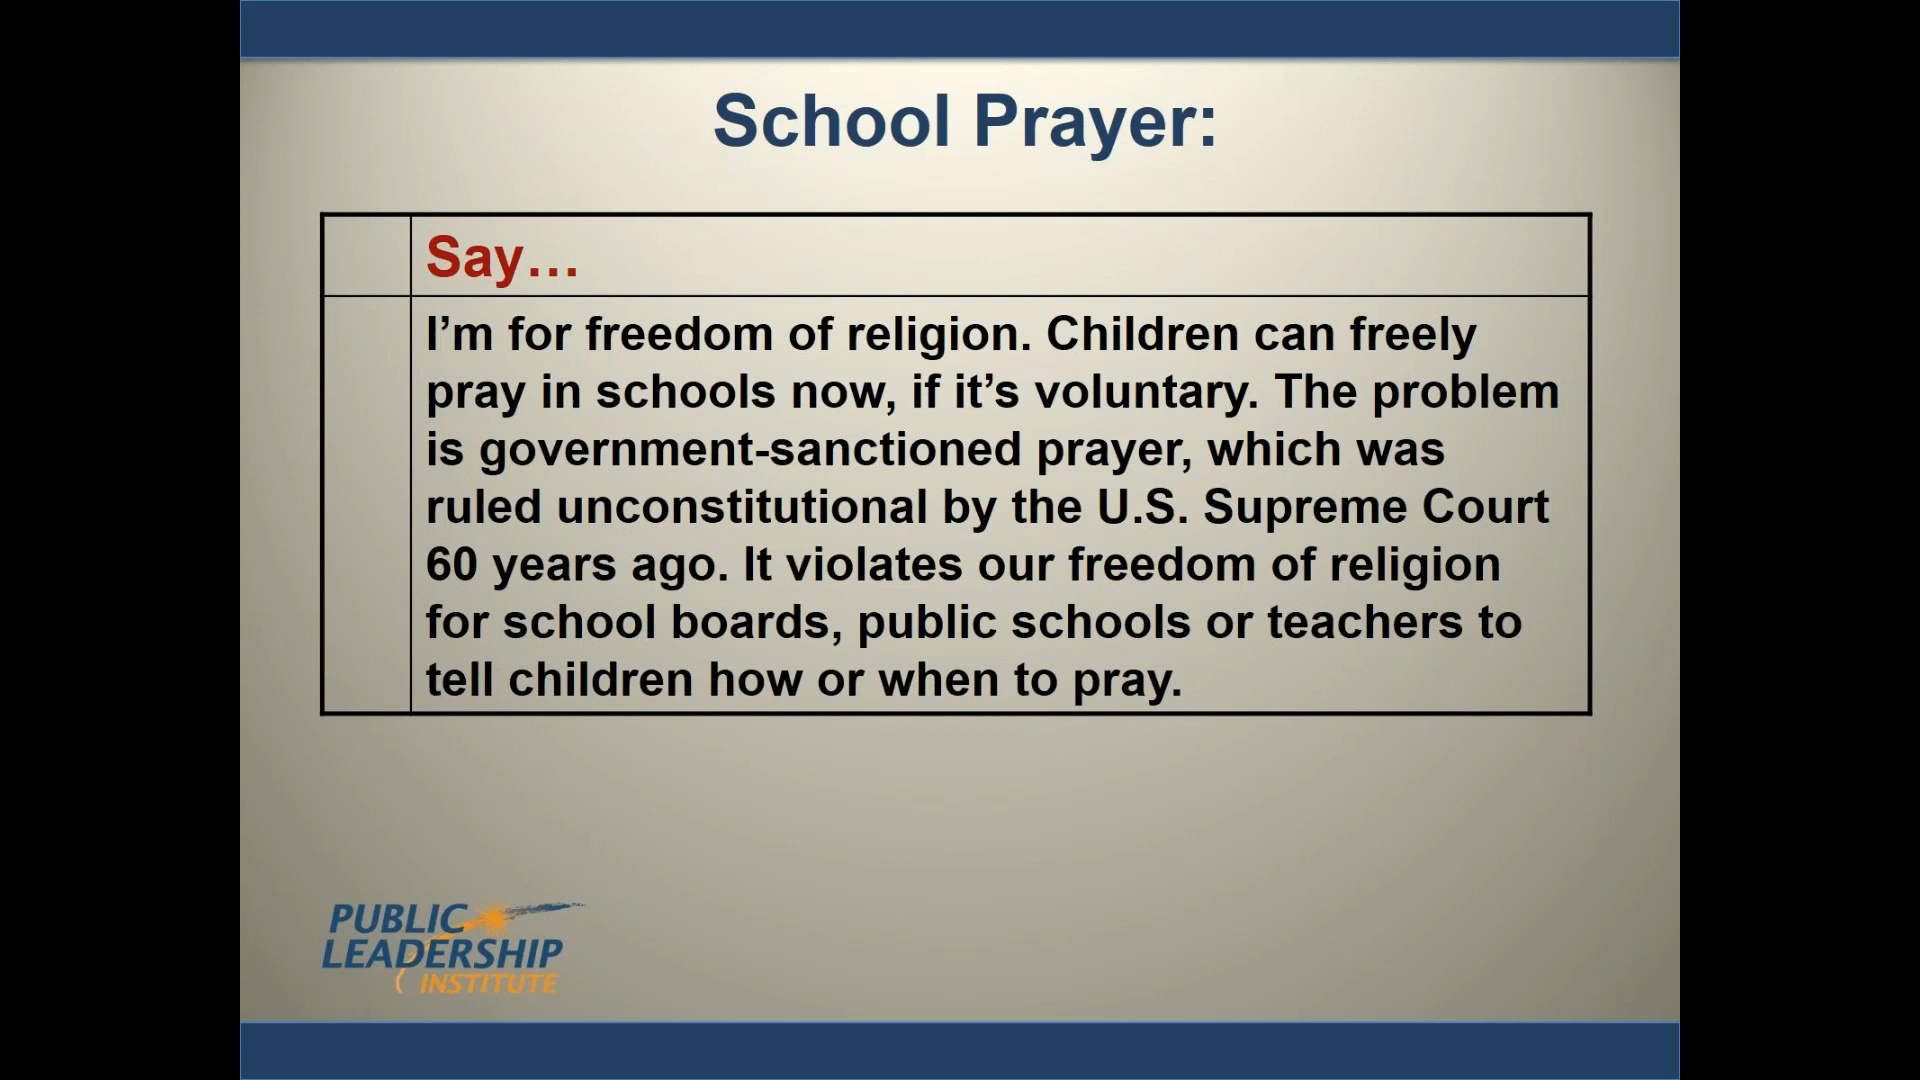 School Prayer:
Say…
I’m for freedom of religion. Children can freely
pray in schools now, if it’s voluntary. The problem
is government-sanctioned prayer, which was
ruled unconstitutional by the U.S. Supreme Court
60 years ago. It violates our freedom of religion
for school boards, public schools or teachers to
tell children how or when to pray.
PUBLIC
LEADERSHIP
INSTITUTE